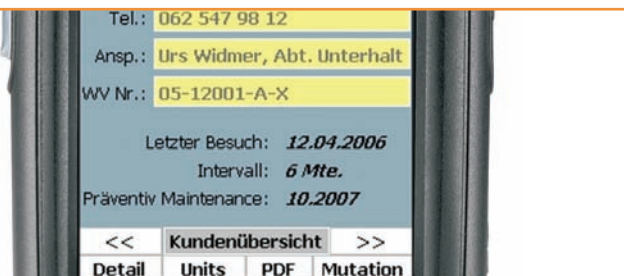 Tel.: 062 547 98 12
Ansp.: Urs Widmer, Abt. Unterhalt
WV Nr.: 05-12001-A-X
Letzter Besuch: 12.04.2006
Intervall: 6 Mte.
Präventiv Maintenance: 10.2007
<< Kundenübersicht >>
Detail Units PDF Mutation